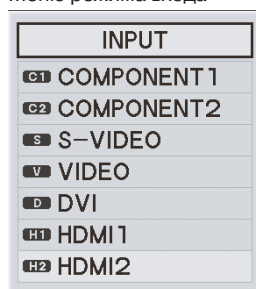 INPUT
C1 COMPONENT1
C2 COMPONENT2
S S-VIDEO
V VIDEO
D DVI
H1 HDMI1
H2 HDMI2